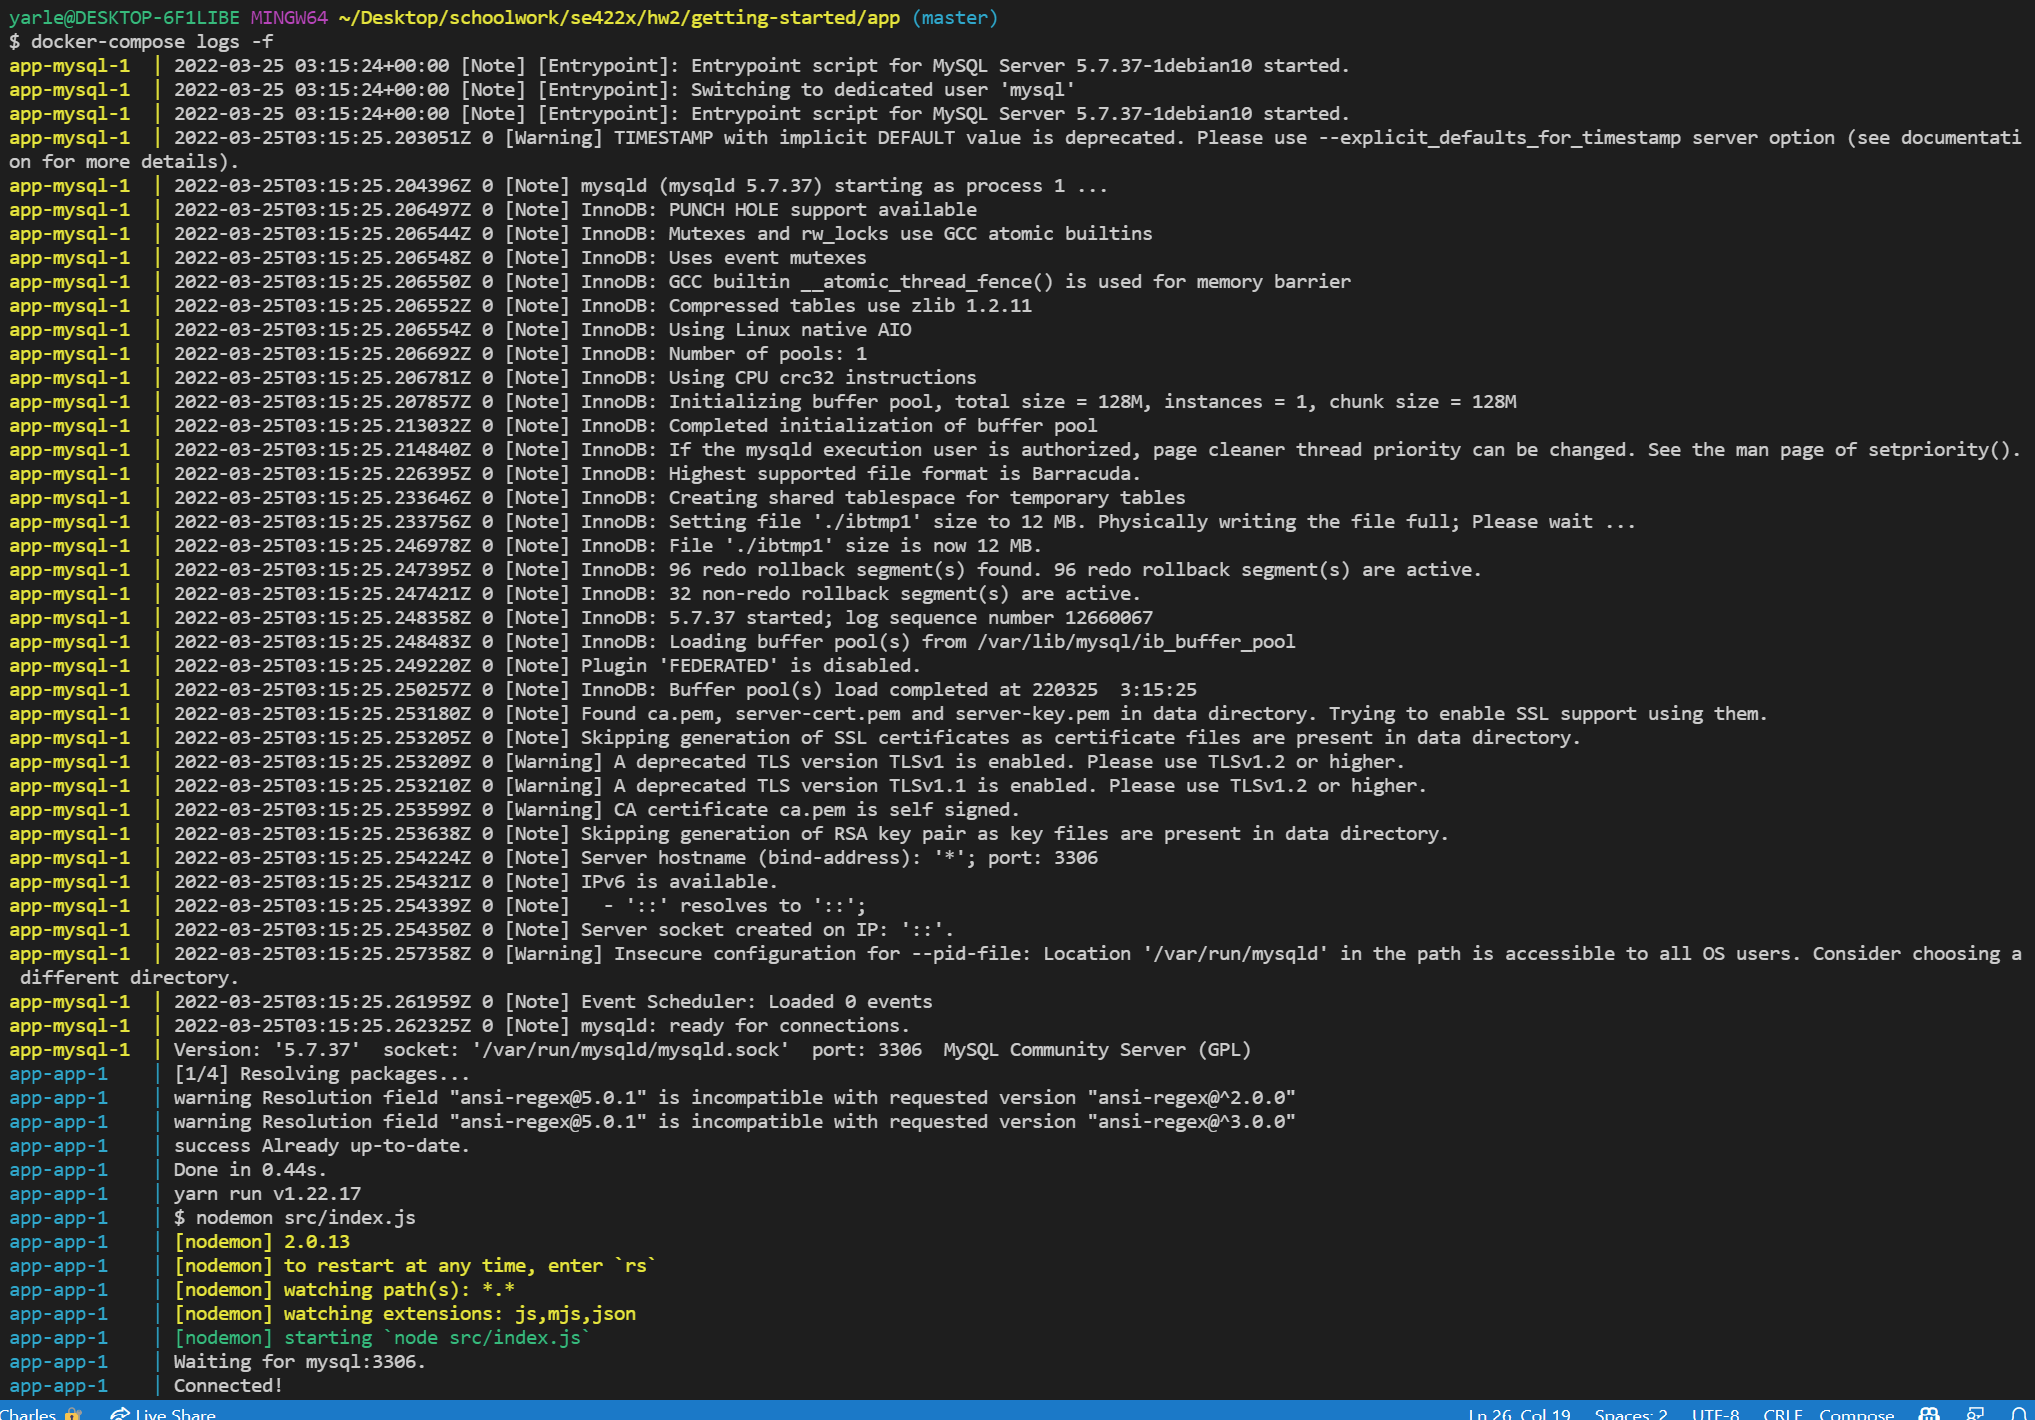 yarle@DESKTOP-6F1LIBE MINGW64 ~/Desktop/schoolwork/se422x/hw2/getting-started/app (master)
$ docker-compose logs -f
app-mysql-1  | 2022-03-25 03:15:24+00:00 [Note] [Entrypoint]: Entrypoint script for MySQL Server 5.7.37-1debian10 started.
app-mysql-1  | 2022-03-25 03:15:24+00:00 [Note] [Entrypoint]: Switching to dedicated user 'mysql'
app-mysql-1  | 2022-03-25 03:15:24+00:00 [Note] [Entrypoint]: Entrypoint script for MySQL Server 5.7.37-1debian10 started.
app-mysql-1  | 2022-03-25T03:15:25.203051Z 0 [Warning] TIMESTAMP with implicit DEFAULT value is deprecated. Please use --explicit_defaults_for_timestamp server option (see documentati
on for more details).
app-mysql-1  | 2022-03-25T03:15:25.204396Z 0 [Note] mysqld (mysqld 5.7.37) starting as process 1 ...
app-mysql-1  | 2022-03-25T03:15:25.206497Z 0 [Note] InnoDB: PUNCH HOLE support available
app-mysql-1  | 2022-03-25T03:15:25.206544Z 0 [Note] InnoDB: Mutexes and rw_locks use GCC atomic builtins
app-mysql-1  | 2022-03-25T03:15:25.206548Z 0 [Note] InnoDB: Uses event mutexes
app-mysql-1  | 2022-03-25T03:15:25.206550Z 0 [Note] InnoDB: GCC builtin __atomic_thread_fence() is used for memory barrier
app-mysql-1  | 2022-03-25T03:15:25.206552Z 0 [Note] InnoDB: Compressed tables use zlib 1.2.11
app-mysql-1  | 2022-03-25T03:15:25.206554Z 0 [Note] InnoDB: Using Linux native AIO
app-mysql-1  | 2022-03-25T03:15:25.206692Z 0 [Note] InnoDB: Number of pools: 1
app-mysql-1  | 2022-03-25T03:15:25.206781Z 0 [Note] InnoDB: Using CPU crc32 instructions
app-mysql-1  | 2022-03-25T03:15:25.207857Z 0 [Note] InnoDB: Initializing buffer pool, total size = 128M, instances = 1, chunk size = 128M
app-mysql-1  | 2022-03-25T03:15:25.213032Z 0 [Note] InnoDB: Completed initialization of buffer pool
app-mysql-1  | 2022-03-25T03:15:25.214840Z 0 [Note] InnoDB: If the mysqld execution user is authorized, page cleaner thread priority can be changed. See the man page of setpriority().
app-mysql-1  | 2022-03-25T03:15:25.226395Z 0 [Note] InnoDB: Highest supported file format is Barracuda.
app-mysql-1  | 2022-03-25T03:15:25.233646Z 0 [Note] InnoDB: Creating shared tablespace for temporary tables
app-mysql-1  | 2022-03-25T03:15:25.233756Z 0 [Note] InnoDB: Setting file './ibtmp1' size to 12 MB. Physically writing the file full; Please wait ...
app-mysql-1  | 2022-03-25T03:15:25.246978Z 0 [Note] InnoDB: File './ibtmp1' size is now 12 MB.
app-mysql-1  | 2022-03-25T03:15:25.247395Z 0 [Note] InnoDB: 96 redo rollback segment(s) found. 96 redo rollback segment(s) are active.
app-mysql-1  | 2022-03-25T03:15:25.247421Z 0 [Note] InnoDB: 32 non-redo rollback segment(s) are active.
app-mysql-1  | 2022-03-25T03:15:25.248358Z 0 [Note] InnoDB: 5.7.37 started; log sequence number 12660067
app-mysql-1  | 2022-03-25T03:15:25.248483Z 0 [Note] InnoDB: Loading buffer pool(s) from /var/lib/mysql/ib_buffer_pool
app-mysql-1  | 2022-03-25T03:15:25.249220Z 0 [Note] Plugin 'FEDERATED' is disabled.
app-mysql-1  | 2022-03-25T03:15:25.250257Z 0 [Note] InnoDB: Buffer pool(s) load completed at 220325  3:15:25
app-mysql-1  | 2022-03-25T03:15:25.253180Z 0 [Note] Found ca.pem, server-cert.pem and server-key.pem in data directory. Trying to enable SSL support using them.
app-mysql-1  | 2022-03-25T03:15:25.253205Z 0 [Note] Skipping generation of SSL certificates as certificate files are present in data directory.
app-mysql-1  | 2022-03-25T03:15:25.253209Z 0 [Warning] A deprecated TLS version TLSv1 is enabled. Please use TLSv1.2 or higher.
app-mysql-1  | 2022-03-25T03:15:25.253210Z 0 [Warning] A deprecated TLS version TLSv1.1 is enabled. Please use TLSv1.2 or higher.
app-mysql-1  | 2022-03-25T03:15:25.253599Z 0 [Warning] CA certificate ca.pem is self signed.
app-mysql-1  | 2022-03-25T03:15:25.253638Z 0 [Note] Skipping generation of RSA key pair as key files are present in data directory.
app-mysql-1  | 2022-03-25T03:15:25.254224Z 0 [Note] Server hostname (bind-address): '*'; port: 3306
app-mysql-1  | 2022-03-25T03:15:25.254321Z 0 [Note] IPv6 is available.
app-mysql-1  | 2022-03-25T03:15:25.254339Z 0 [Note]   - '::' resolves to '::';
app-mysql-1  | 2022-03-25T03:15:25.254350Z 0 [Note] Server socket created on IP: '::'.
app-mysql-1  | 2022-03-25T03:15:25.257358Z 0 [Warning] Insecure configuration for --pid-file: Location '/var/run/mysqld' in the path is accessible to all OS users. Consider choosing a
 different directory.
app-mysql-1  | 2022-03-25T03:15:25.261959Z 0 [Note] Event Scheduler: Loaded 0 events
app-mysql-1  | 2022-03-25T03:15:25.262325Z 0 [Note] mysqld: ready for connections.
app-mysql-1  | Version: '5.7.37'  socket: '/var/run/mysqld/mysqld.sock'  port: 3306  MySQL Community Server (GPL)
app-app-1    | [1/4] Resolving packages...
app-app-1    | warning Resolution field "ansi-regex@5.0.1" is incompatible with requested version "ansi-regex@^2.0.0"
app-app-1    | warning Resolution field "ansi-regex@5.0.1" is incompatible with requested version "ansi-regex@^3.0.0"
app-app-1    | success Already up-to-date.
app-app-1    | Done in 0.44s.
app-app-1    | yarn run v1.22.17
app-app-1    | $ nodemon src/index.js
app-app-1    | [nodemon] 2.0.13
app-app-1    | [nodemon] to restart at any time, enter `rs`
app-app-1    | [nodemon] watching path(s): *.*
app-app-1    | [nodemon] watching extensions: js,mjs,json
app-app-1    | [nodemon] starting `node src/index.js`
app-app-1    | Waiting for mysql:3306.
app-app-1    | Connected!
Charles Live Share Ln 26, Col 19 Spaces: 2 UTF-8 CRLF Compose